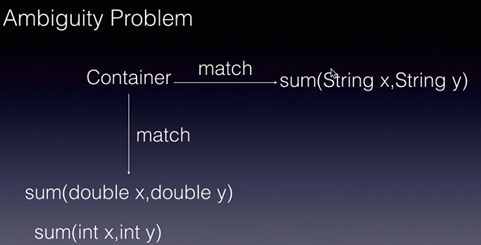 Ambiguity Problem
match
Container
sum(String x,String y)
match
sum(double x,double y)
sum(int x,int y)